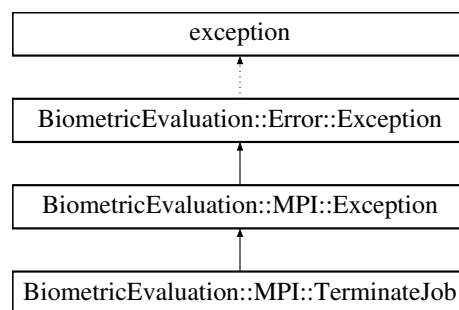 exception
BiometricEvaluation::Error::Exception
BiometricEvaluation::MPI::Exception
BiometricEvaluation::MPI::TerminateJob